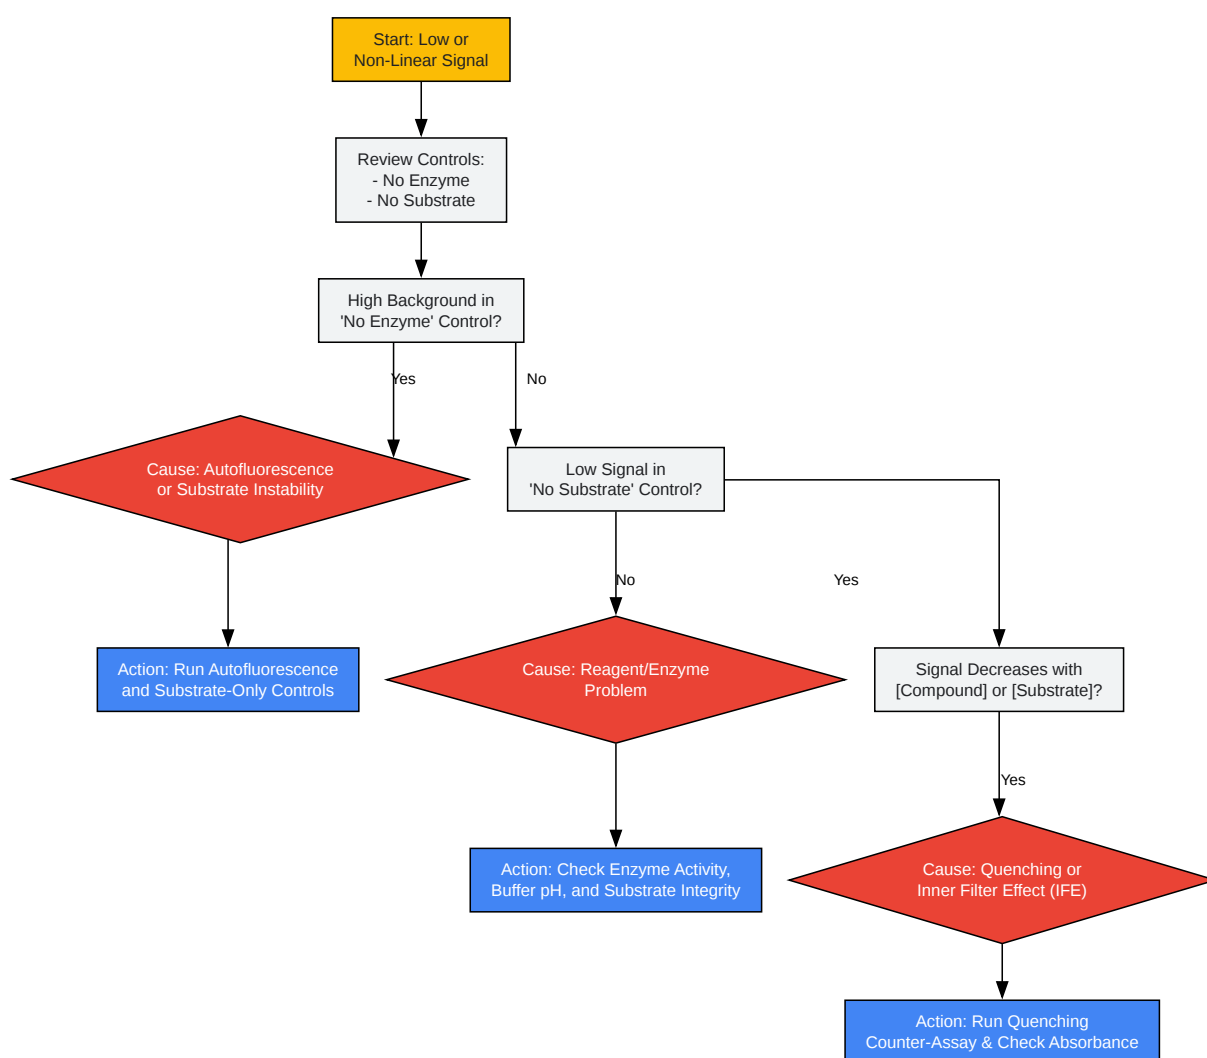 Start: Low or
Non-Linear Signal
Review Controls:
- No Enzyme
- No Substrate
High Background in
'No Enzyme' Control?
Yes
No
Cause: Autofluorescence
or Substrate Instability
Low Signal in
'No Substrate' Control?
No
Yes
Action: Run Autofluorescence
and Substrate-Only Controls
Cause: Reagent/Enzyme
Problem
Signal Decreases with
[Compound] or [Substrate]?
Yes
Action: Check Enzyme Activity,
Buffer pH, and Substrate Integrity
Cause: Quenching or
Inner Filter Effect (IFE)
Action: Run Quenching
Counter-Assay & Check Absorbance